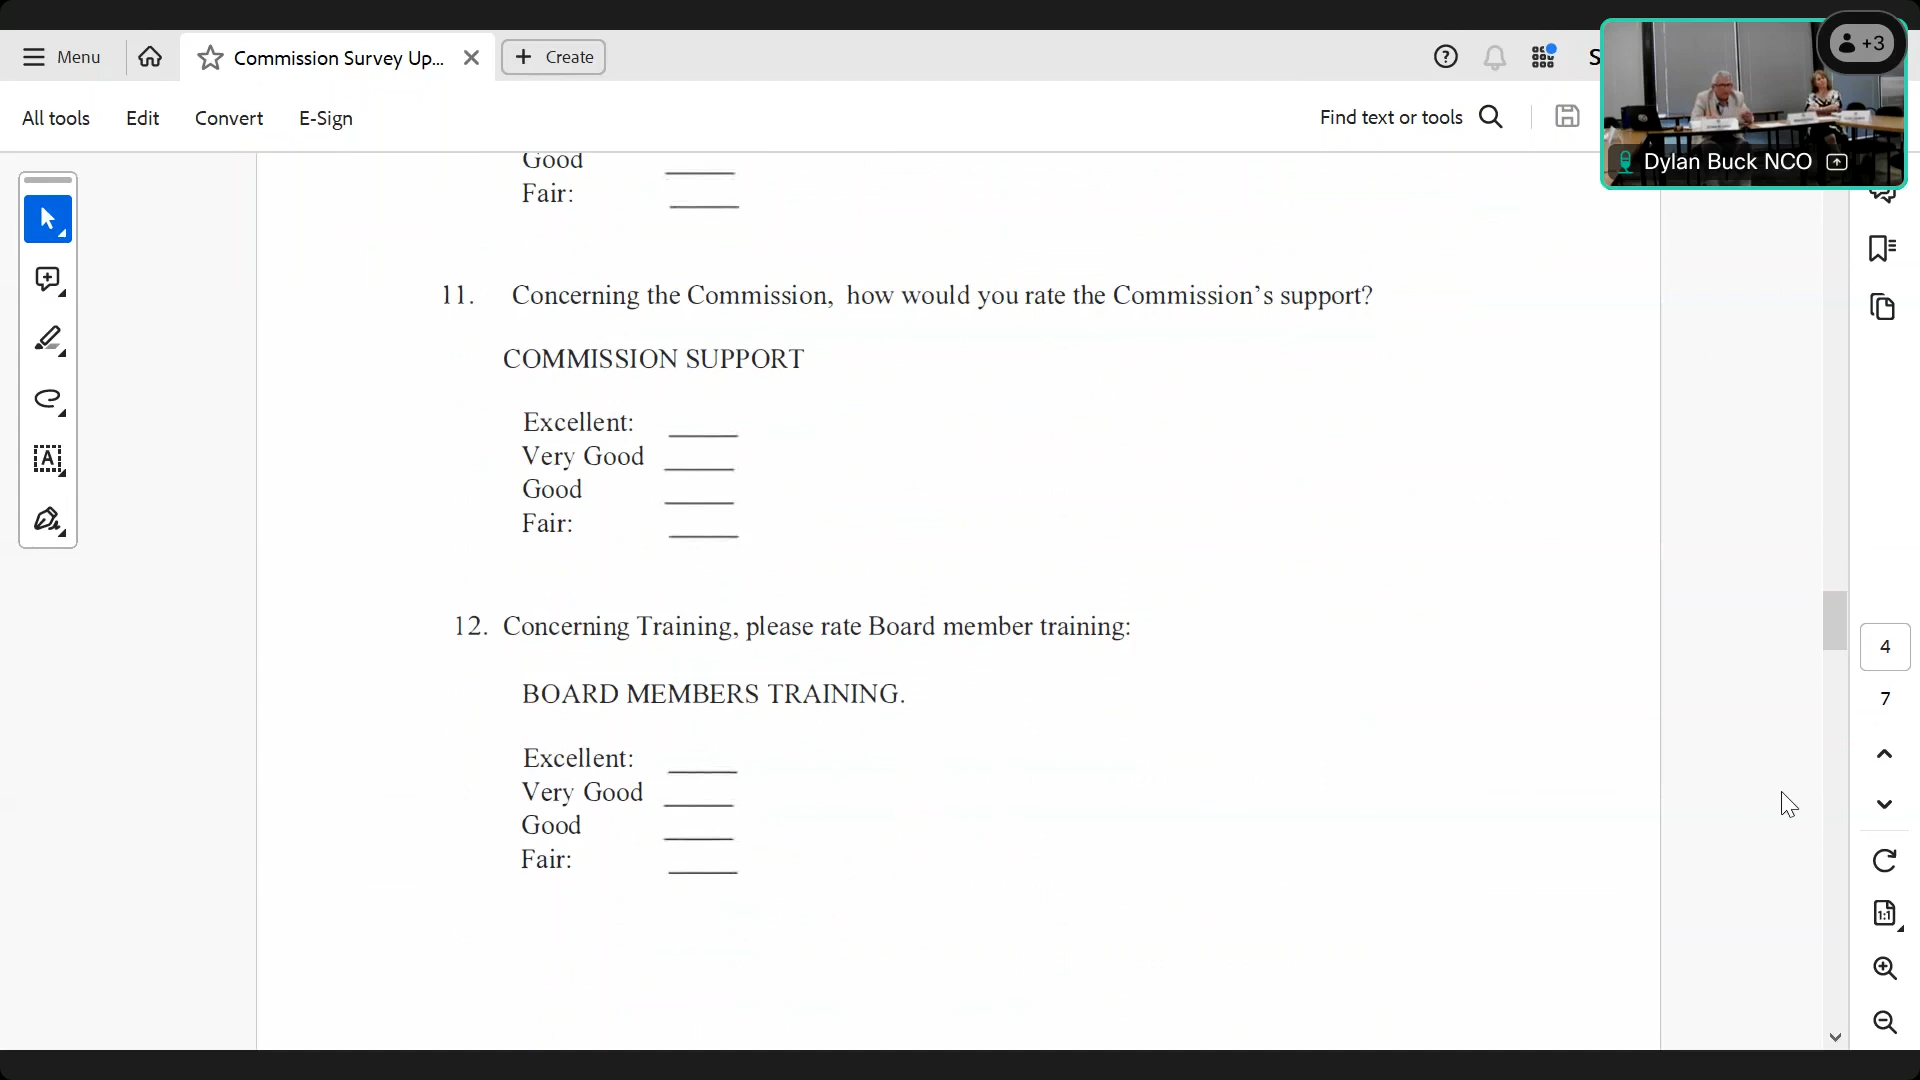 Menu
Commission Survey Up...
Create
All tools
Edit
Convert
E-Sign
Find text or tools
+3
Dylan Buck NCO
Good
Fair:
11. Concerning the Commission, how would you rate the Commission’s support?
COMMISSION SUPPORT
Excellent:
Very Good
Good
Fair:
12. Concerning Training, please rate Board member training:
BOARD MEMBERS TRAINING.
Excellent:
Very Good
Good
Fair:
4
7
1:1